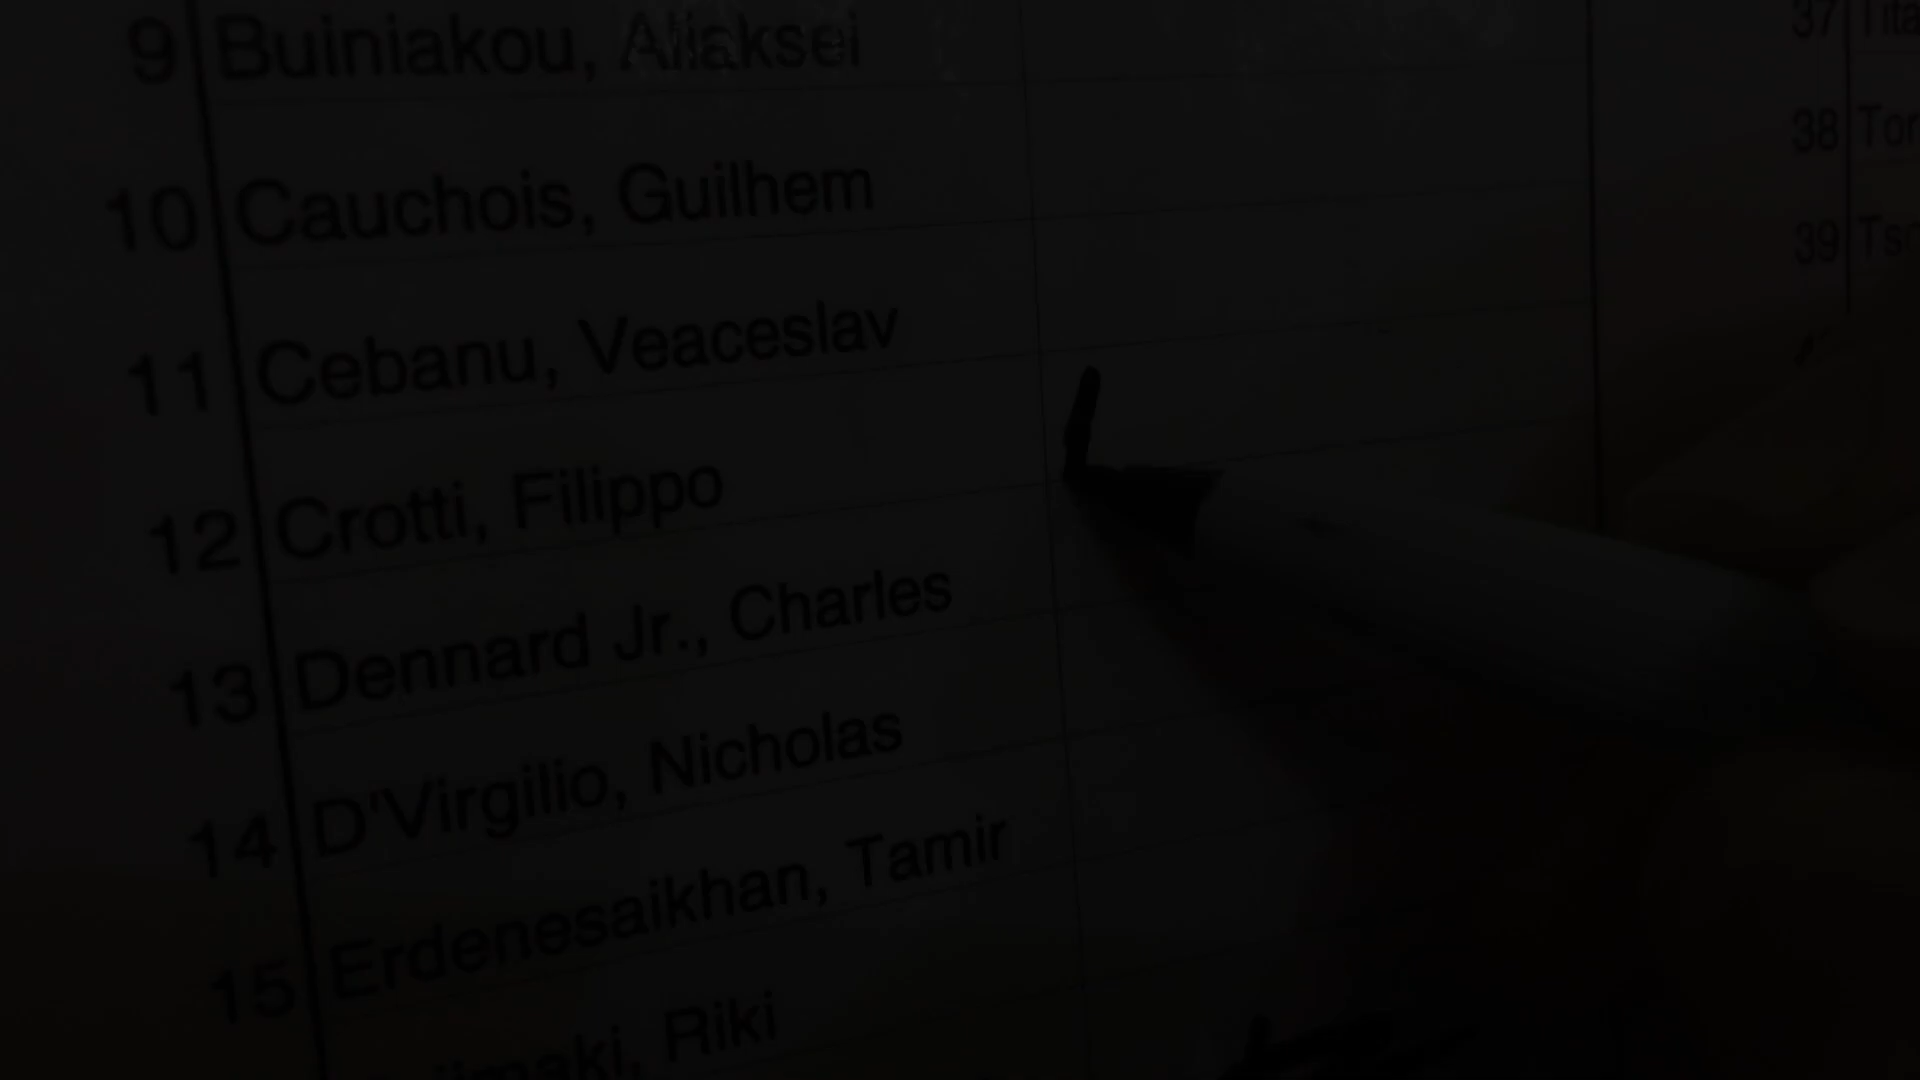 9 Buiniakou, Aliaksei
10 Cauchois, Guilhem
11 Cebanu, Veaceslav
12 Crotti, Filippo
13 Dennard Jr., Charles
14 D'Virgilio, Nicholas
15 Erdenesaikhan, Tamir
Riki
37
38
39